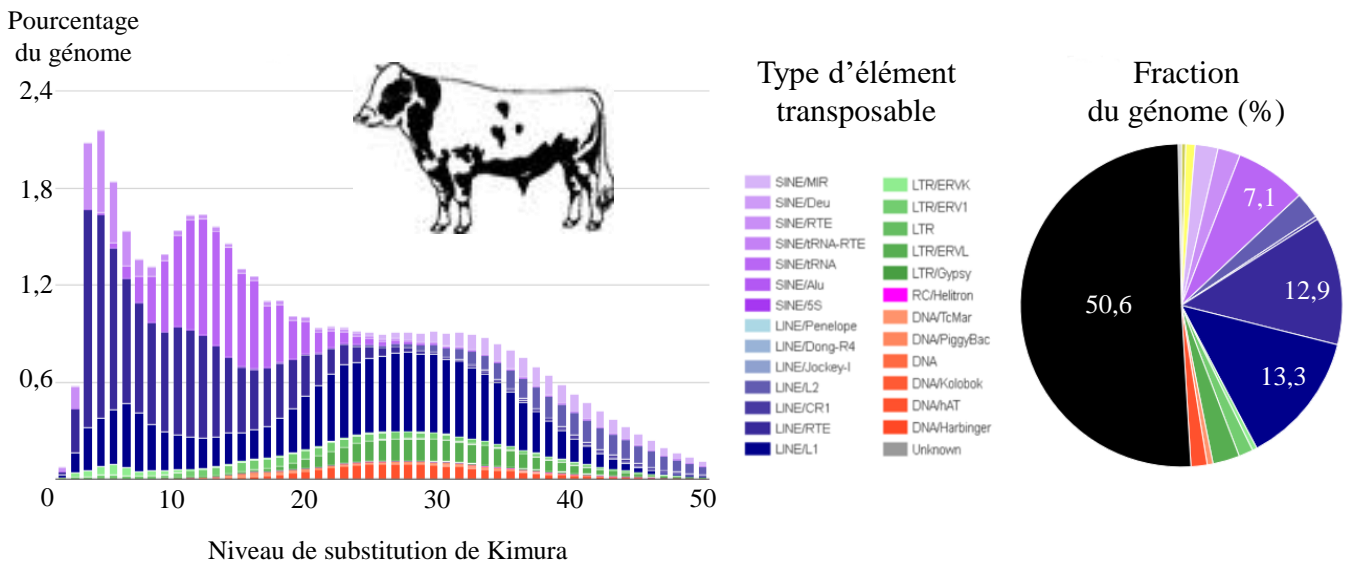 Pourcentage
du génome
2,4
1,8
1,2
0,6
0
10
20
30
40
50
Niveau de substitution de Kimura
Type d'élément
transposable
SINE/MIR
SINE/Deu
SINE/RTE
SINE/tRNA-RTE
SINE/tRNA
SINE/Alu
SINE/5S
LINE/Penelope
LINE/Dong-R4
LINE/Jockey-I
LINE/L2
LINE/CR1
LINE/RTE
LINE/L1
LTR/ERVK
LTR/ERV1
LTR
LTR/ERVL
LTR/Gypsy
RC/Helitron
DNA/TcMar
DNA/PiggyBac
DNA
DNA/Kolobok
DNA/hAT
DNA/Harbinger
Unknown
Fraction
du génome (%)
7,1
12,9
50,6
13,3